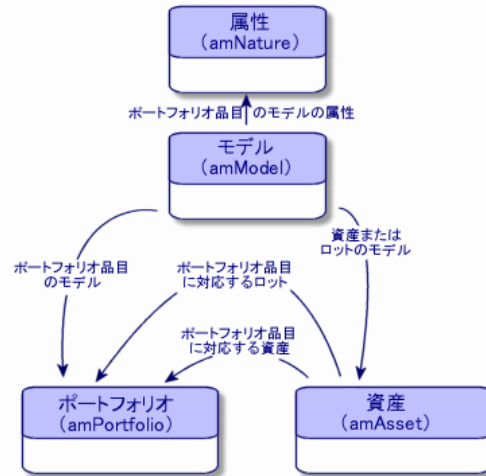 属性
(amNature)
ポートフォリオ品目のモデルの属性
モデル
(amModel)
ポートフォリオ品目
のモデル
ポートフォリオ品目
に対応するロット
資産または
ロットのモデル
ポートフォリオ品目
に対応する資産
ポートフォリオ
(amPortfolio)
資産
(amAsset)